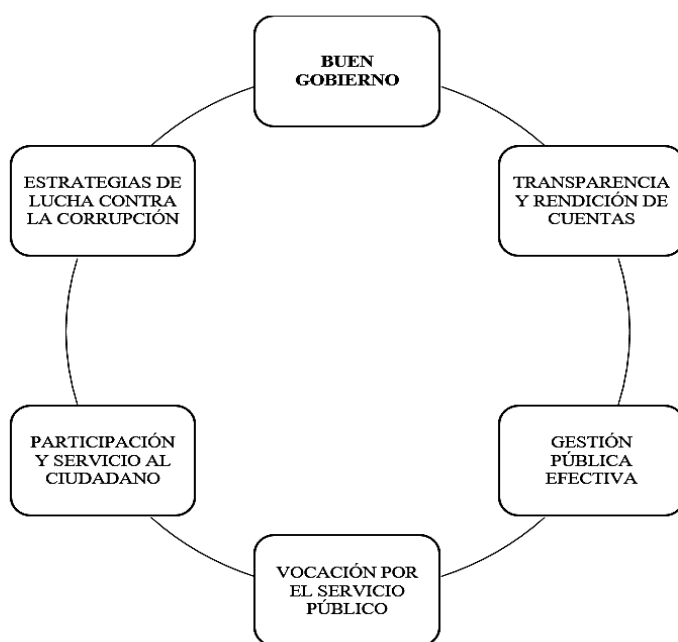 BUEN
GOBIERNO
TRANSPARENCIA
Y RENDICIÓN DE
CUENTAS
GESTIÓN
PÚBLICA
EFECTIVA
VOCACIÓN POR
EL SERVICIO
PÚBLICO
PARTICIPACIÓN
Y SERVICIO AL
CIUDADANO
ESTRATEGIAS DE
LUCHA CONTRA
LA CORRUPCIÓN